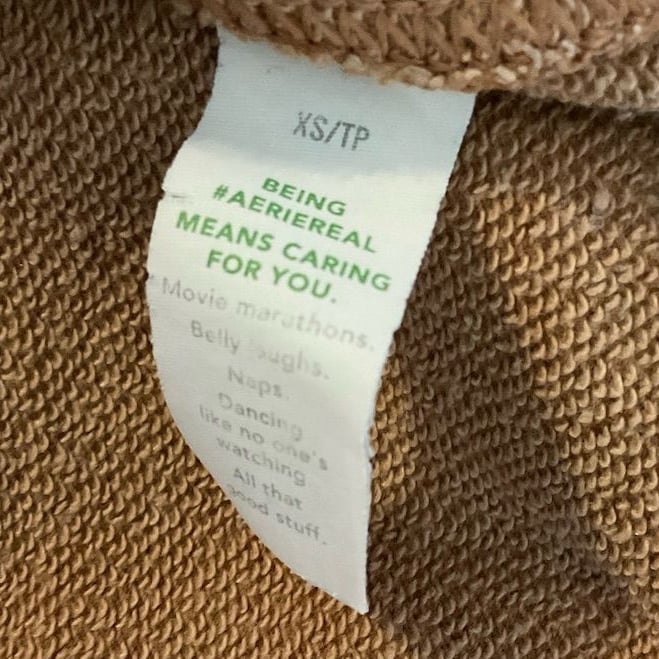 XS/TP
BEING
#AERIEREAL
MEANS CARING
FOR YOU.
Movie marathons.
Belly laughs.
Naps.
Dancing
like no one's
watching
All that
good stuff.